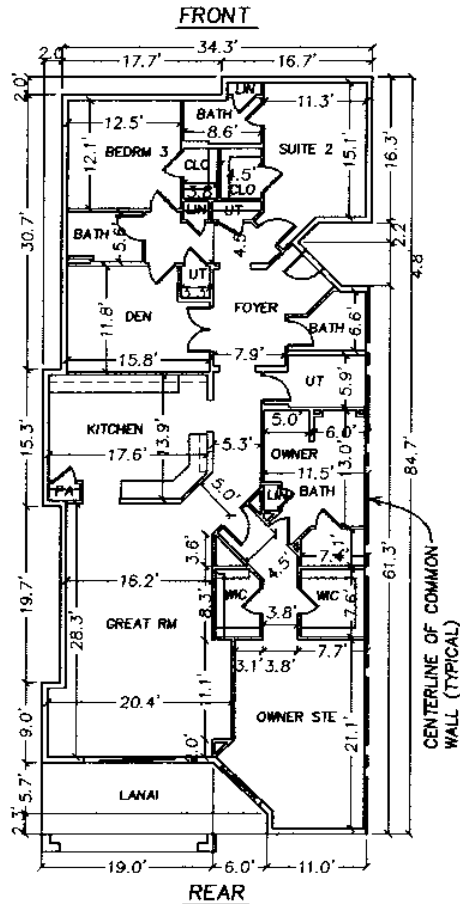 FRONT
34.3'
2.0'
17.7'
16.7'
2.0'
LIN
11.3'
BATH
12.5'
8.6'
BEDRM 3
SUITE 2
12.1'
15.1'
16.3'
CLO
4.5'
3.8'
CLO
30.7'
LIN
UT
2.2'
BATH
5.6'
4.5'
4.8'
UT
3.3'
FOYER
DEN
11.8'
6.6'
BATH
15.8'
7.9'
UT
5.9'
KITCHEN
5.0'
6.0'
15.3'
13.9'
17.6'
5.3'
OWNER
13.0'
84.7'
11.5'
PA
5.0'
LIN
BATH
7.1'
61.3'
3.6'
4.5'
16.2'
19.7'
8.3'
WIC
WIC
7.6'
GREAT RM
3.8'
28.3'
3.1'
3.8'
7.7'
CENTERLINE OF COMMON
WALL (TYPICAL)
11.1'
20.4'
OWNER STE
21.1'
9.0'
2.0'
5.7'
LANAI
2.3'
19.0'
6.0'
11.0'
REAR